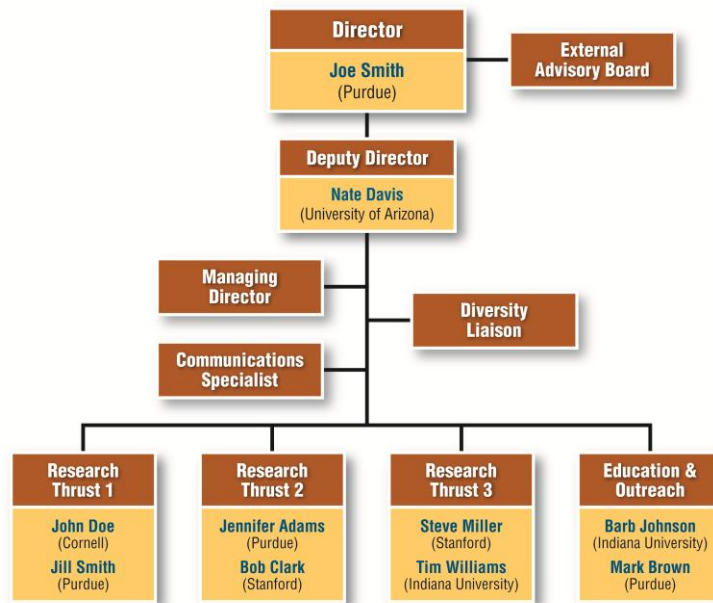 Director
Joe Smith
(Purdue)
External
Advisory Board
Deputy Director
Nate Davis
(University of Arizona)
Managing
Director
Diversity
Liaison
Communications
Specialist
Research
Thrust 1
John Doe
(Cornell)
Jill Smith
(Purdue)
Research
Thrust 2
Jennifer Adams
(Purdue)
Bob Clark
(Stanford)
Research
Thrust 3
Steve Miller
(Stanford)
Tim Williams
(Indiana University)
Education &
Outreach
Barb Johnson
(Indiana University)
Mark Brown
(Purdue)